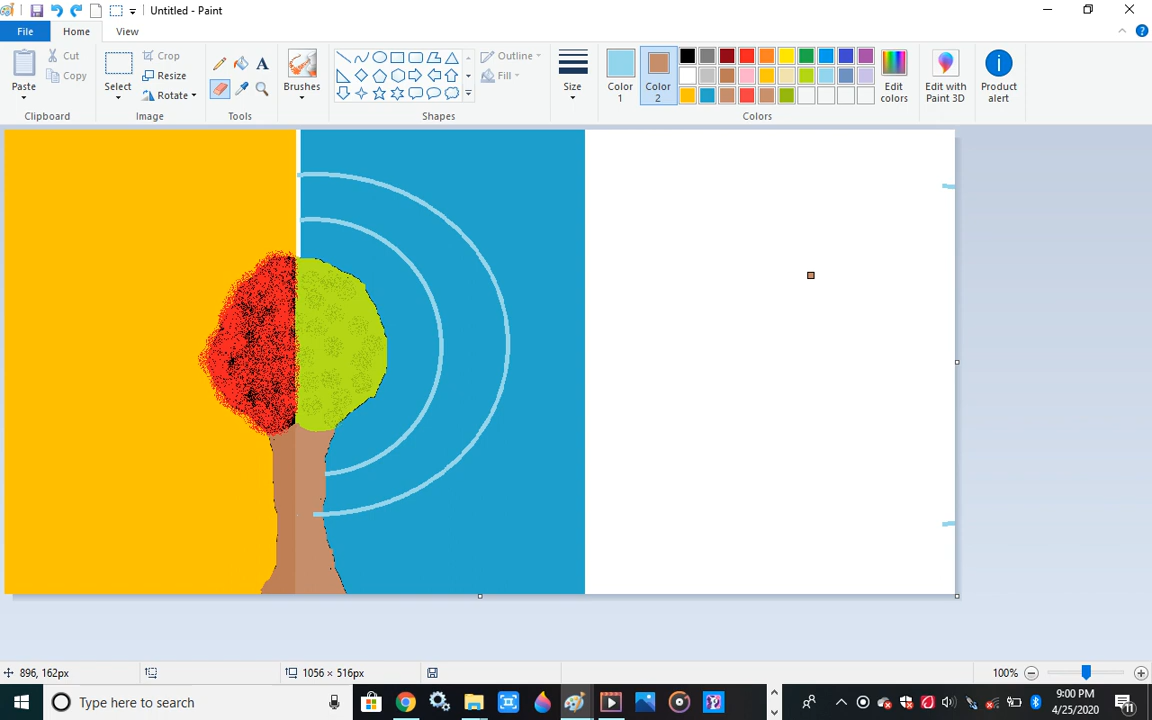 Untitled - Paint
File Home View
Paste
Cut
Copy
Clipboard
Select
Crop
Resize
Rotate
Image
A
Tools
Brushes
Outline
Fill
Shapes
Size
Color 1
Color 2
Edit colors
Colors
Edit with Paint 3D
Product alert
896, 162px
1056 × 516px
100%
Type here to search
9:00 PM
4/25/2020
11